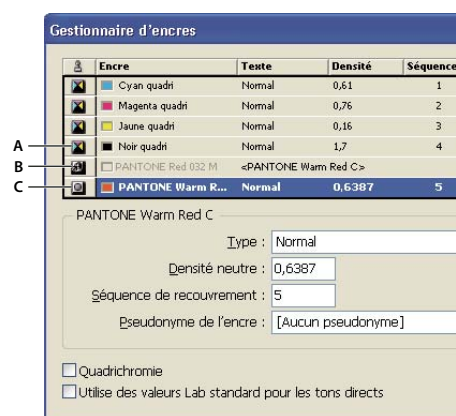 Gestionnaire d'encres
Encre Texte Densité Séquence
Cyan quadri Normal 0,61 1
Magenta quadri Normal 0,76 2
Jaune quadri Normal 0,16 3
A Noir quadri Normal 1,7 4
B PANTONE Red 032 M <PANTONE Warm Red C>
C PANTONE Warm R... Normal 0,6387 5
PANTONE Warm Red C
Type : Normal
Densité neutre : 0,6387
Séquence de recouvrement : 5
Pseudonyme de l'encre : [Aucun pseudonyme]
Quadrichromie
Utilise des valeurs Lab standard pour les tons directs